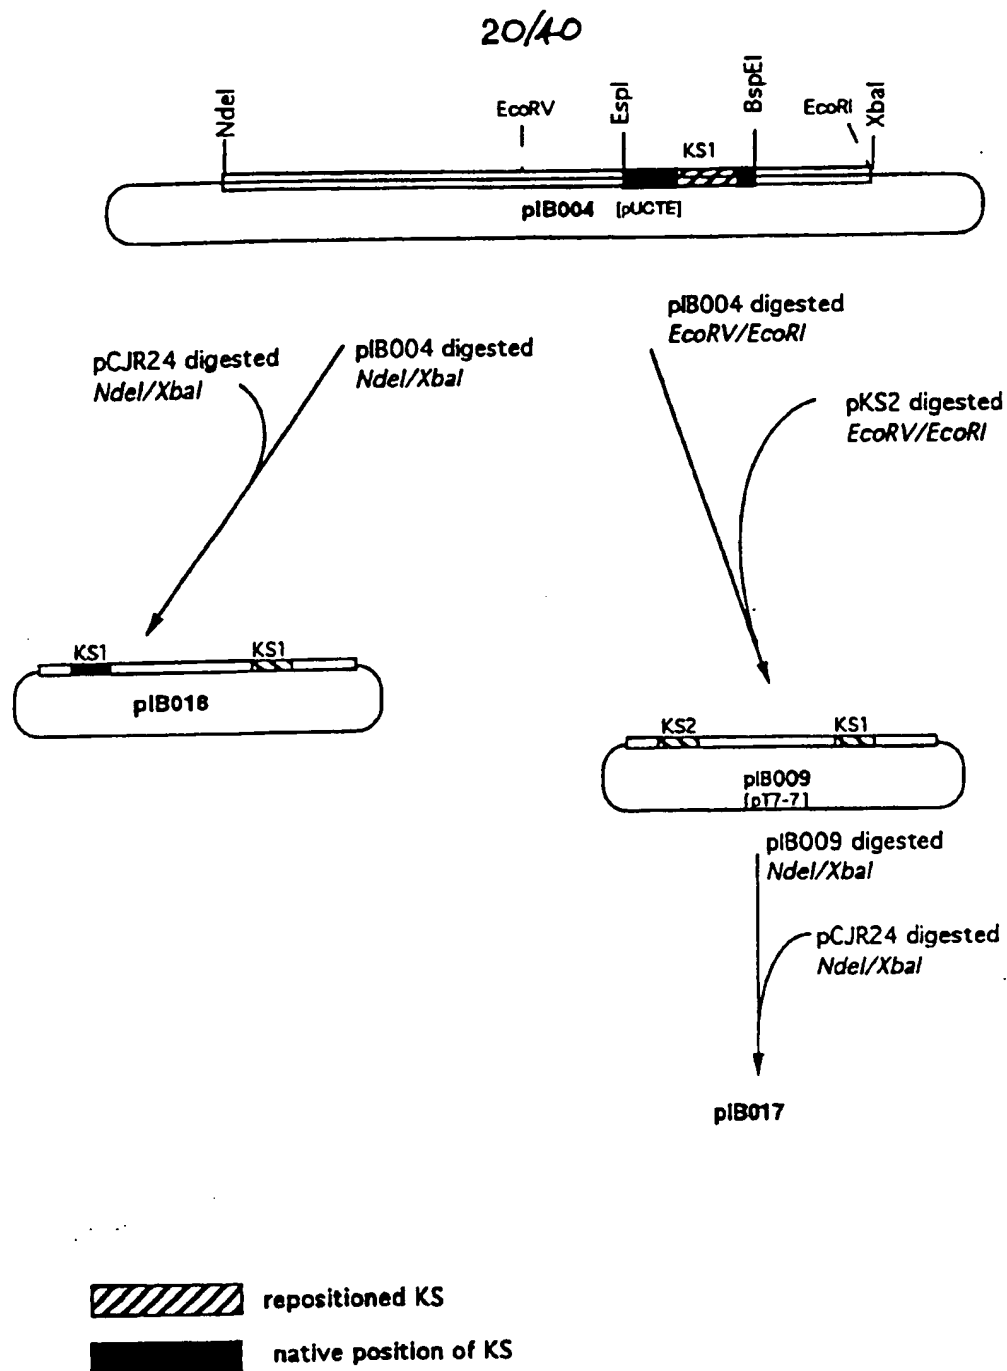 20/40
NdeI
EcoRV
EspI
KS1
BspEI
EcoRI
XbaI
pIB004 [pUCTE]
pCJR24 digested
NdeI/XbaI
pIB004 digested
NdeI/XbaI
pIB004 digested
EcoRV/EcoRI
pKS2 digested
EcoRV/EcoRI
KS1
KS1
pIB016
KS2
KS1
pIB009
[pT7-7]
pIB009 digested
NdeI/XbaI
pCJR24 digested
NdeI/XbaI
pIB017
repositioned KS
native position of KS